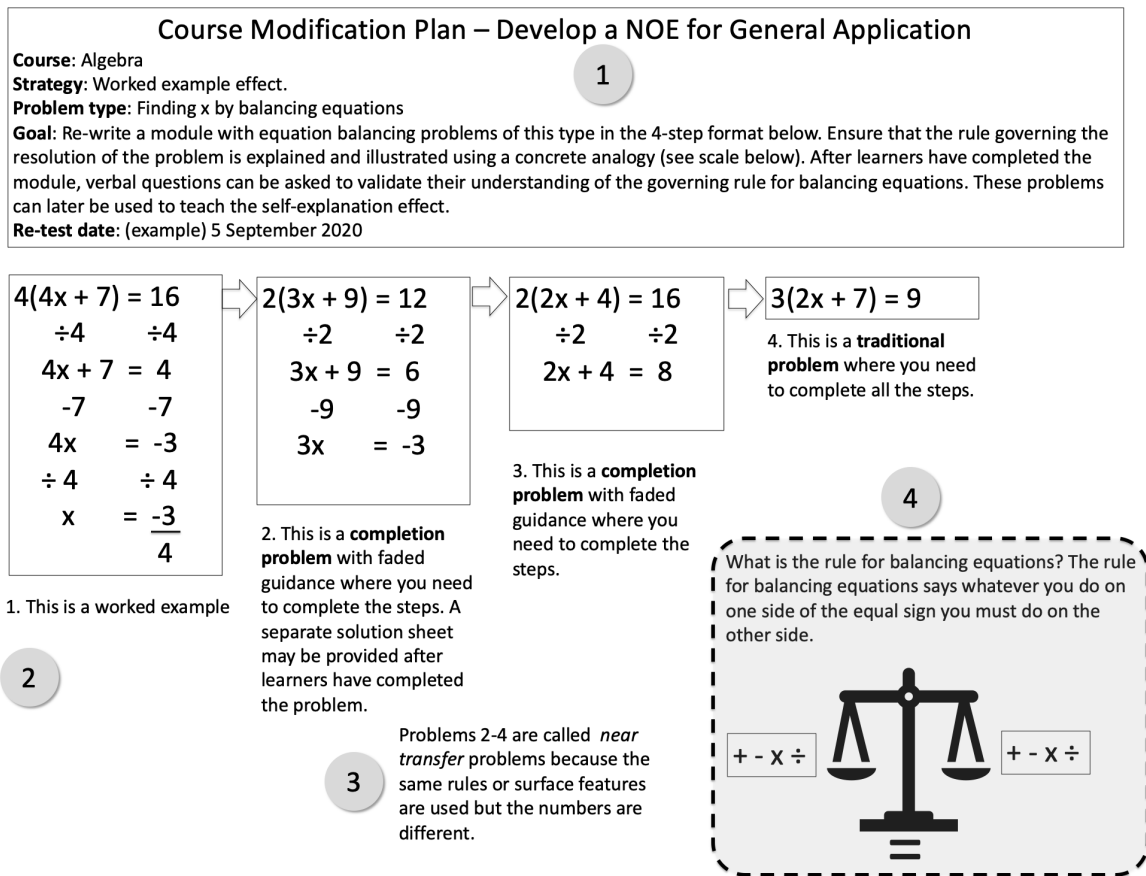 Course Modification Plan – Develop a NOE for General Application
Course: Algebra
Strategy: Worked example effect.
1
Problem type: Finding x by balancing equations
Goal: Re-write a module with equation balancing problems of this type in the 4-step format below. Ensure that the rule governing the
resolution of the problem is explained and illustrated using a concrete analogy (see scale below). After learners have completed the
module, verbal questions can be asked to validate their understanding of the governing rule for balancing equations. These problems
can later be used to teach the self-explanation effect.
Re-test date: (example) 5 September 2020
4(4x + 7) = 16
÷4 ÷4
4x + 7 = 4
-7 -7
4x = -3
÷ 4 ÷ 4
x = -3
4
1. This is a worked example
2
2(3x + 9) = 12
÷2 ÷2
3x + 9 = 6
-9 -9
3x = -3
2. This is a completion
problem with faded
guidance where you need
to complete the steps. A
separate solution sheet
may be provided after
learners have completed
the problem.
2(2x + 4) = 16
÷2 ÷2
2x + 4 = 8
3. This is a completion
problem with faded
guidance where you
need to complete the
steps.
3(2x + 7) = 9
4. This is a traditional
problem where you need
to complete all the steps.
3
Problems 2-4 are called near
transfer problems because the
same rules or surface features
are used but the numbers are
different.
4
What is the rule for balancing equations? The rule
for balancing equations says whatever you do on
one side of the equal sign you must do on the
other side.
+ - x ÷
+ - x ÷
=